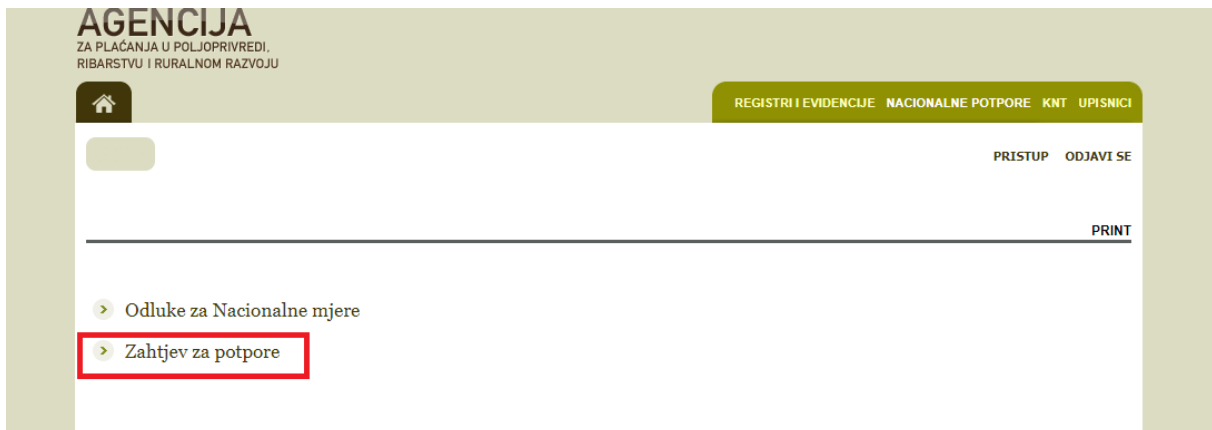 AGENCIJA
ZA PLAĆANJA U POLJOPRIVREDI,
RIBARSTVU I RURALNOM RAZVOJU
REGISTRI I EVIDENCIJE NACIONALNE POTPORE KNT UPISNICI
PRISTUP ODJAVI SE
PRINT
Odluke za Nacionalne mjere
Zahtjev za potpore